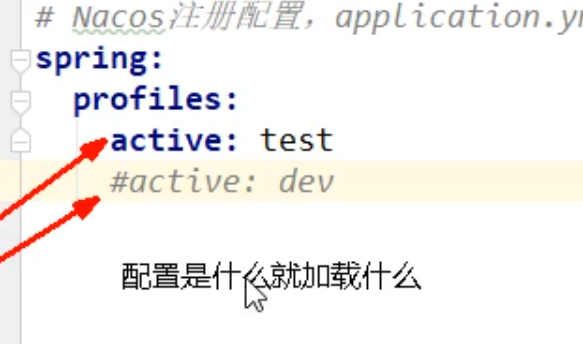 # Nacos注册配置，application.y
spring:
profiles:
active: test
#active: dev
配置是什么就加载什么